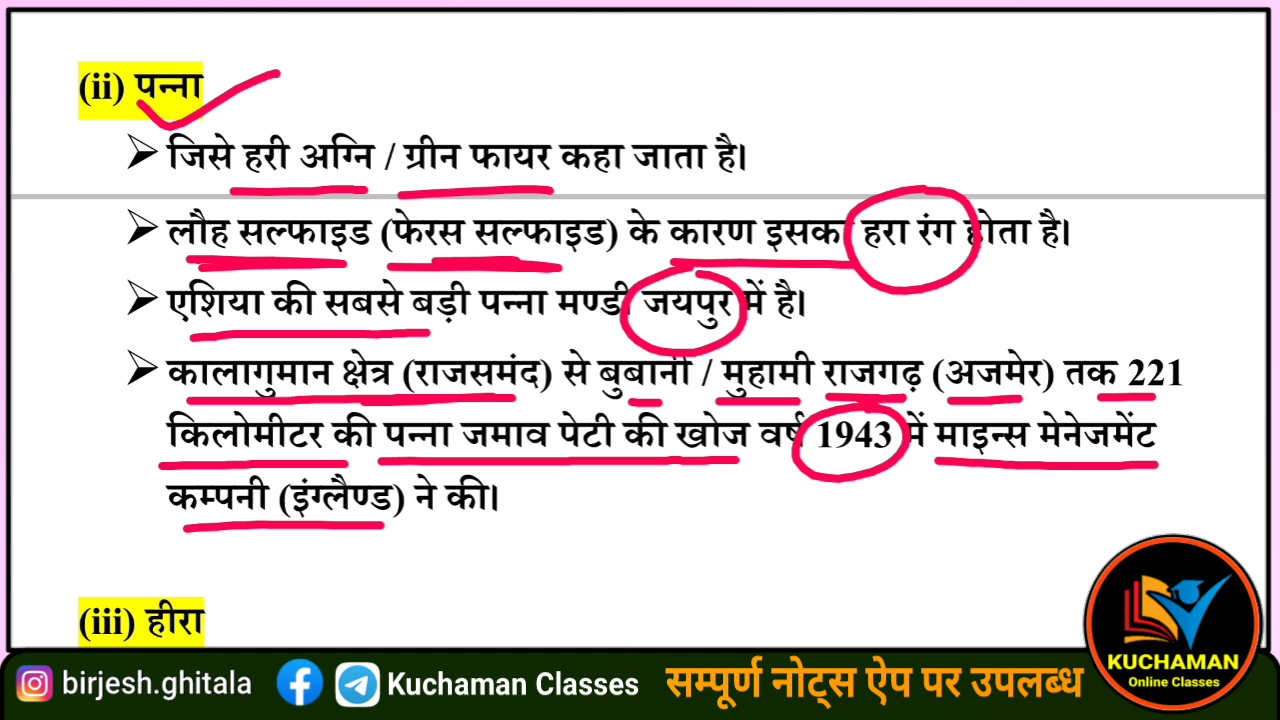 (ii) पन्ना
➢ जिसे हरी अग्नि / ग्रीन फायर कहा जाता है।
➢ लौह सल्फाइड (फेरस सल्फाइड) के कारण इसका हरा रंग होता है।
➢ एशिया की सबसे बड़ी पन्ना मण्डी जयपुर में है।
➢ कालागुमान क्षेत्र (राजसमंद) से बुबानी / मुहामी राजगढ़ (अजमेर) तक 221
किलोमीटर की पन्ना जमाव पेटी की खोज वर्ष 1943 में माइन्स मेनेजमेंट
कम्पनी (इंग्लैण्ड) ने की।
(iii) हीरा
KUCHAMAN
Online Classes
birjesh.ghitala
Kuchaman Classes
सम्पूर्ण नोट्स ऐप पर उपलब्ध